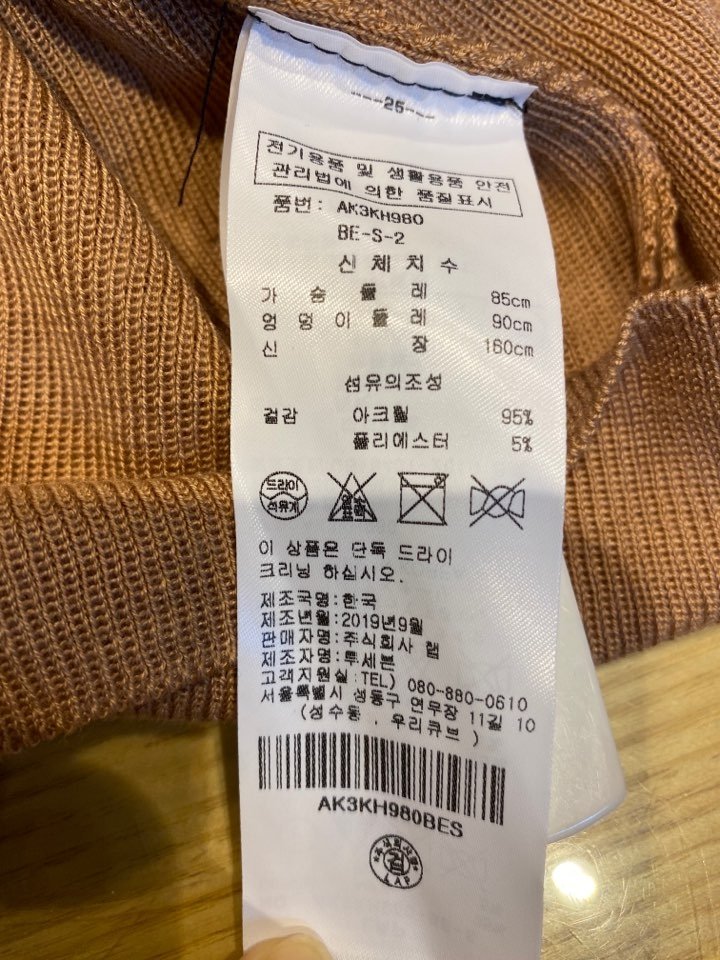 ---25---
전기용품 및 생활용품 안전
관리법에 의한 품질표시
품번: AK3KH980
BE-S-2
신체치수
가슴둘레 85cm
엉덩이둘레 90cm
신장 160cm
섬유의조성
겉감 아크릴 95%
폴리에스터 5%
드라이
석유계
이 상품은 단독 드라이
크리닝 하십시오.
제조국명:한국
제조년월:2019년9월
판매자명:주식회사 랩
제조자명:루세븐
고객지원실:TEL) 080-880-0610
서울특별시 성동구 연무장 11길 10
(성수동 , 우리큐브 )
AK3KH980BES
LAP